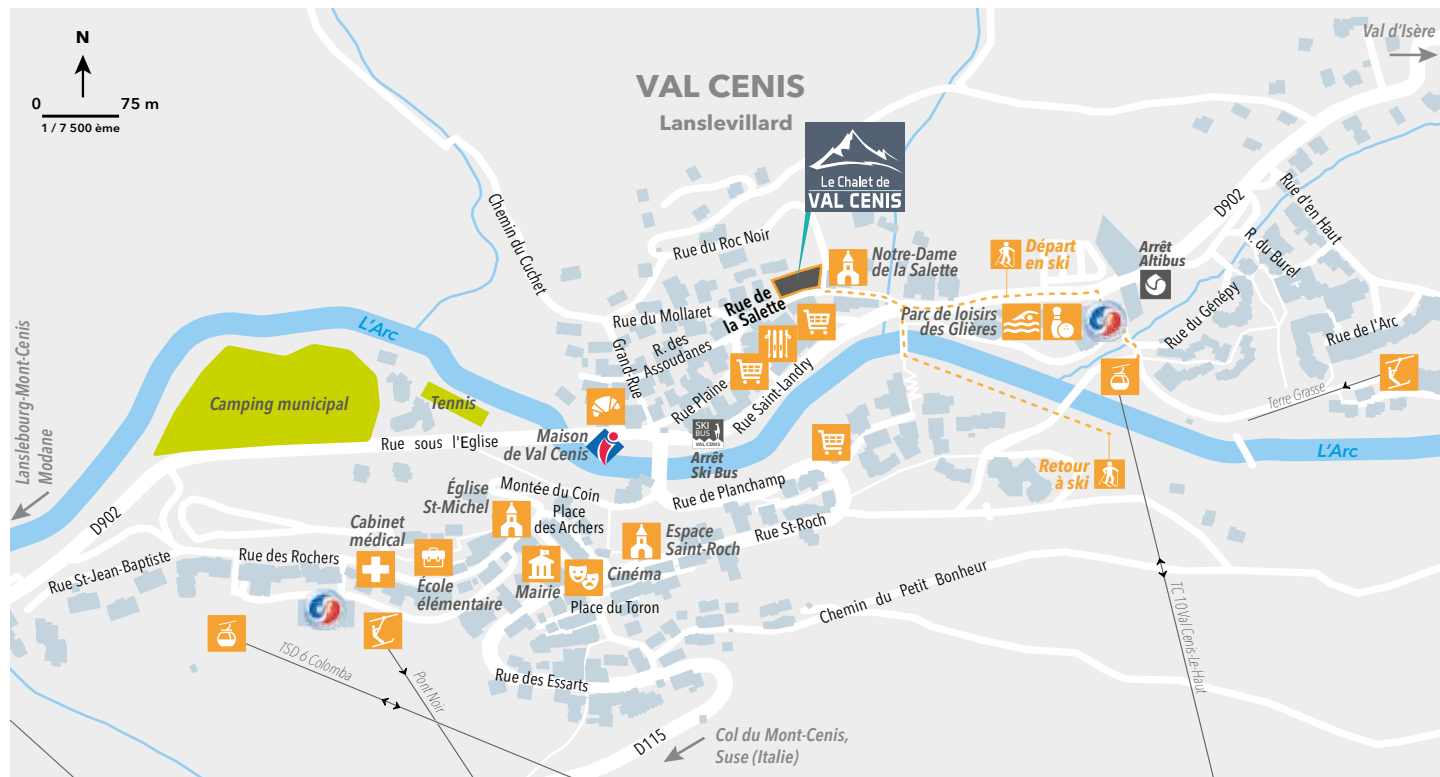 N
0 75 m
1 / 7 500 ème
VAL CENIS
Lanslevillard
Val d'Isère
Le Chalet de
VAL CENIS
Chemin du Cuchet
Rue du Roc Noir
Notre-Dame
de la Salette
Départ
en ski
Arrêt
Altibus
D902
Rue d'en Haut
R. du Burel
Rue du Génépy
Rue de l'Arc
Terre Grasse
L'Arc
Rue du Mollaret
Rue de
la Salette
R. des
Assoudanes
Grand-Rue
Parc de loisirs
des Glières
Rue Plaine
Rue Saint-Landry
Camping municipal
Tennis
Lanslebourg-Mont-Cenis
Modane
Rue sous l'Eglise
Maison
de Val Cenis
SKI
BUS
VAL CENIS
Arrêt
Ski Bus
Retour
à ski
L'Arc
D902
Église
St-Michel
Montée du Coin
Place
des Archers
Rue de Planchamp
Rue St-Roch
Espace
Saint-Roch
Cabinet
médical
Rue des Rochers
Rue St-Jean-Baptiste
École
élémentaire
Mairie
Cinéma
Place du Toron
Chemin du Petit Bonheur
TC 10 Val Cenis-Le-Haut
TSD 6 Colomba
Pont Noir
Rue des Essarts
D115
Col du Mont-Cenis,
Suse (Italie)